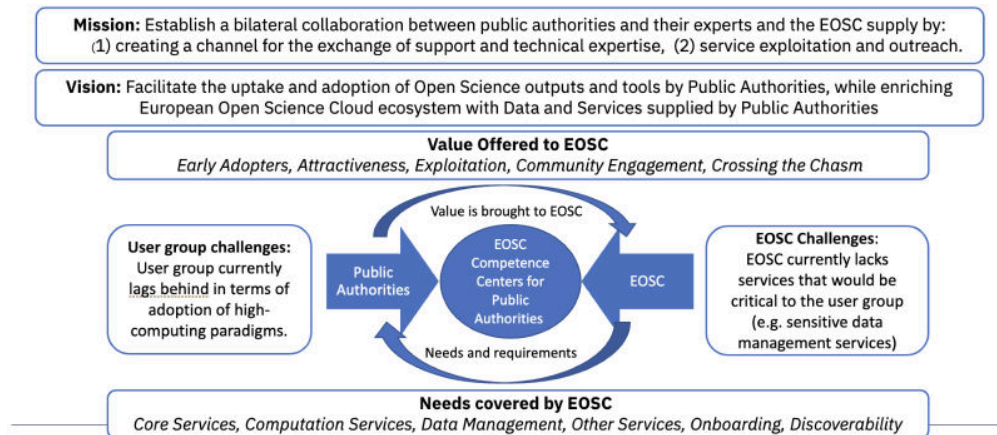 Mission: Establish a bilateral collaboration between public authorities and their experts and the EOSC supply by:
(1) creating a channel for the exchange of support and technical expertise, (2) service exploitation and outreach.
Vision: Facilitate the uptake and adoption of Open Science outputs and tools by Public Authorities, while enriching
European Open Science Cloud ecosystem with Data and Services supplied by Public Authorities
Value Offered to EOSC
Early Adopters, Attractiveness, Exploitation, Community Engagement, Crossing the Chasm
Value is brought to EOSC
User group challenges:
User group currently
lags behind in terms of
adoption of high-
computing paradigms.
Public
Authorities
EOSC
Competence
Centers for
Public
Authorities
EOSC
EOSC Challenges:
EOSC currently lacks
services that would be
critical to the user group
(e.g. sensitive data
management services)
Needs and requirements
Needs covered by EOSC
Core Services, Computation Services, Data Management, Other Services, Onboarding, Discoverability